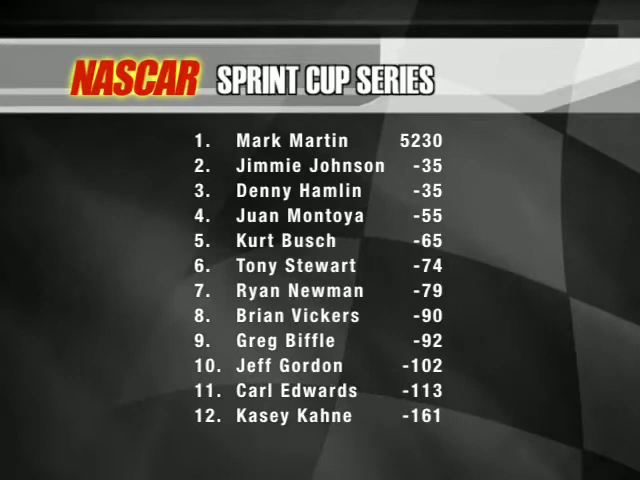 NASCAR SPRINT CUP SERIES
1. Mark Martin 5230
2. Jimmie Johnson -35
3. Denny Hamlin -35
4. Juan Montoya -55
5. Kurt Busch -65
6. Tony Stewart -74
7. Ryan Newman -79
8. Brian Vickers -90
9. Greg Biffle -92
10. Jeff Gordon -102
11. Carl Edwards -113
12. Kasey Kahne -161